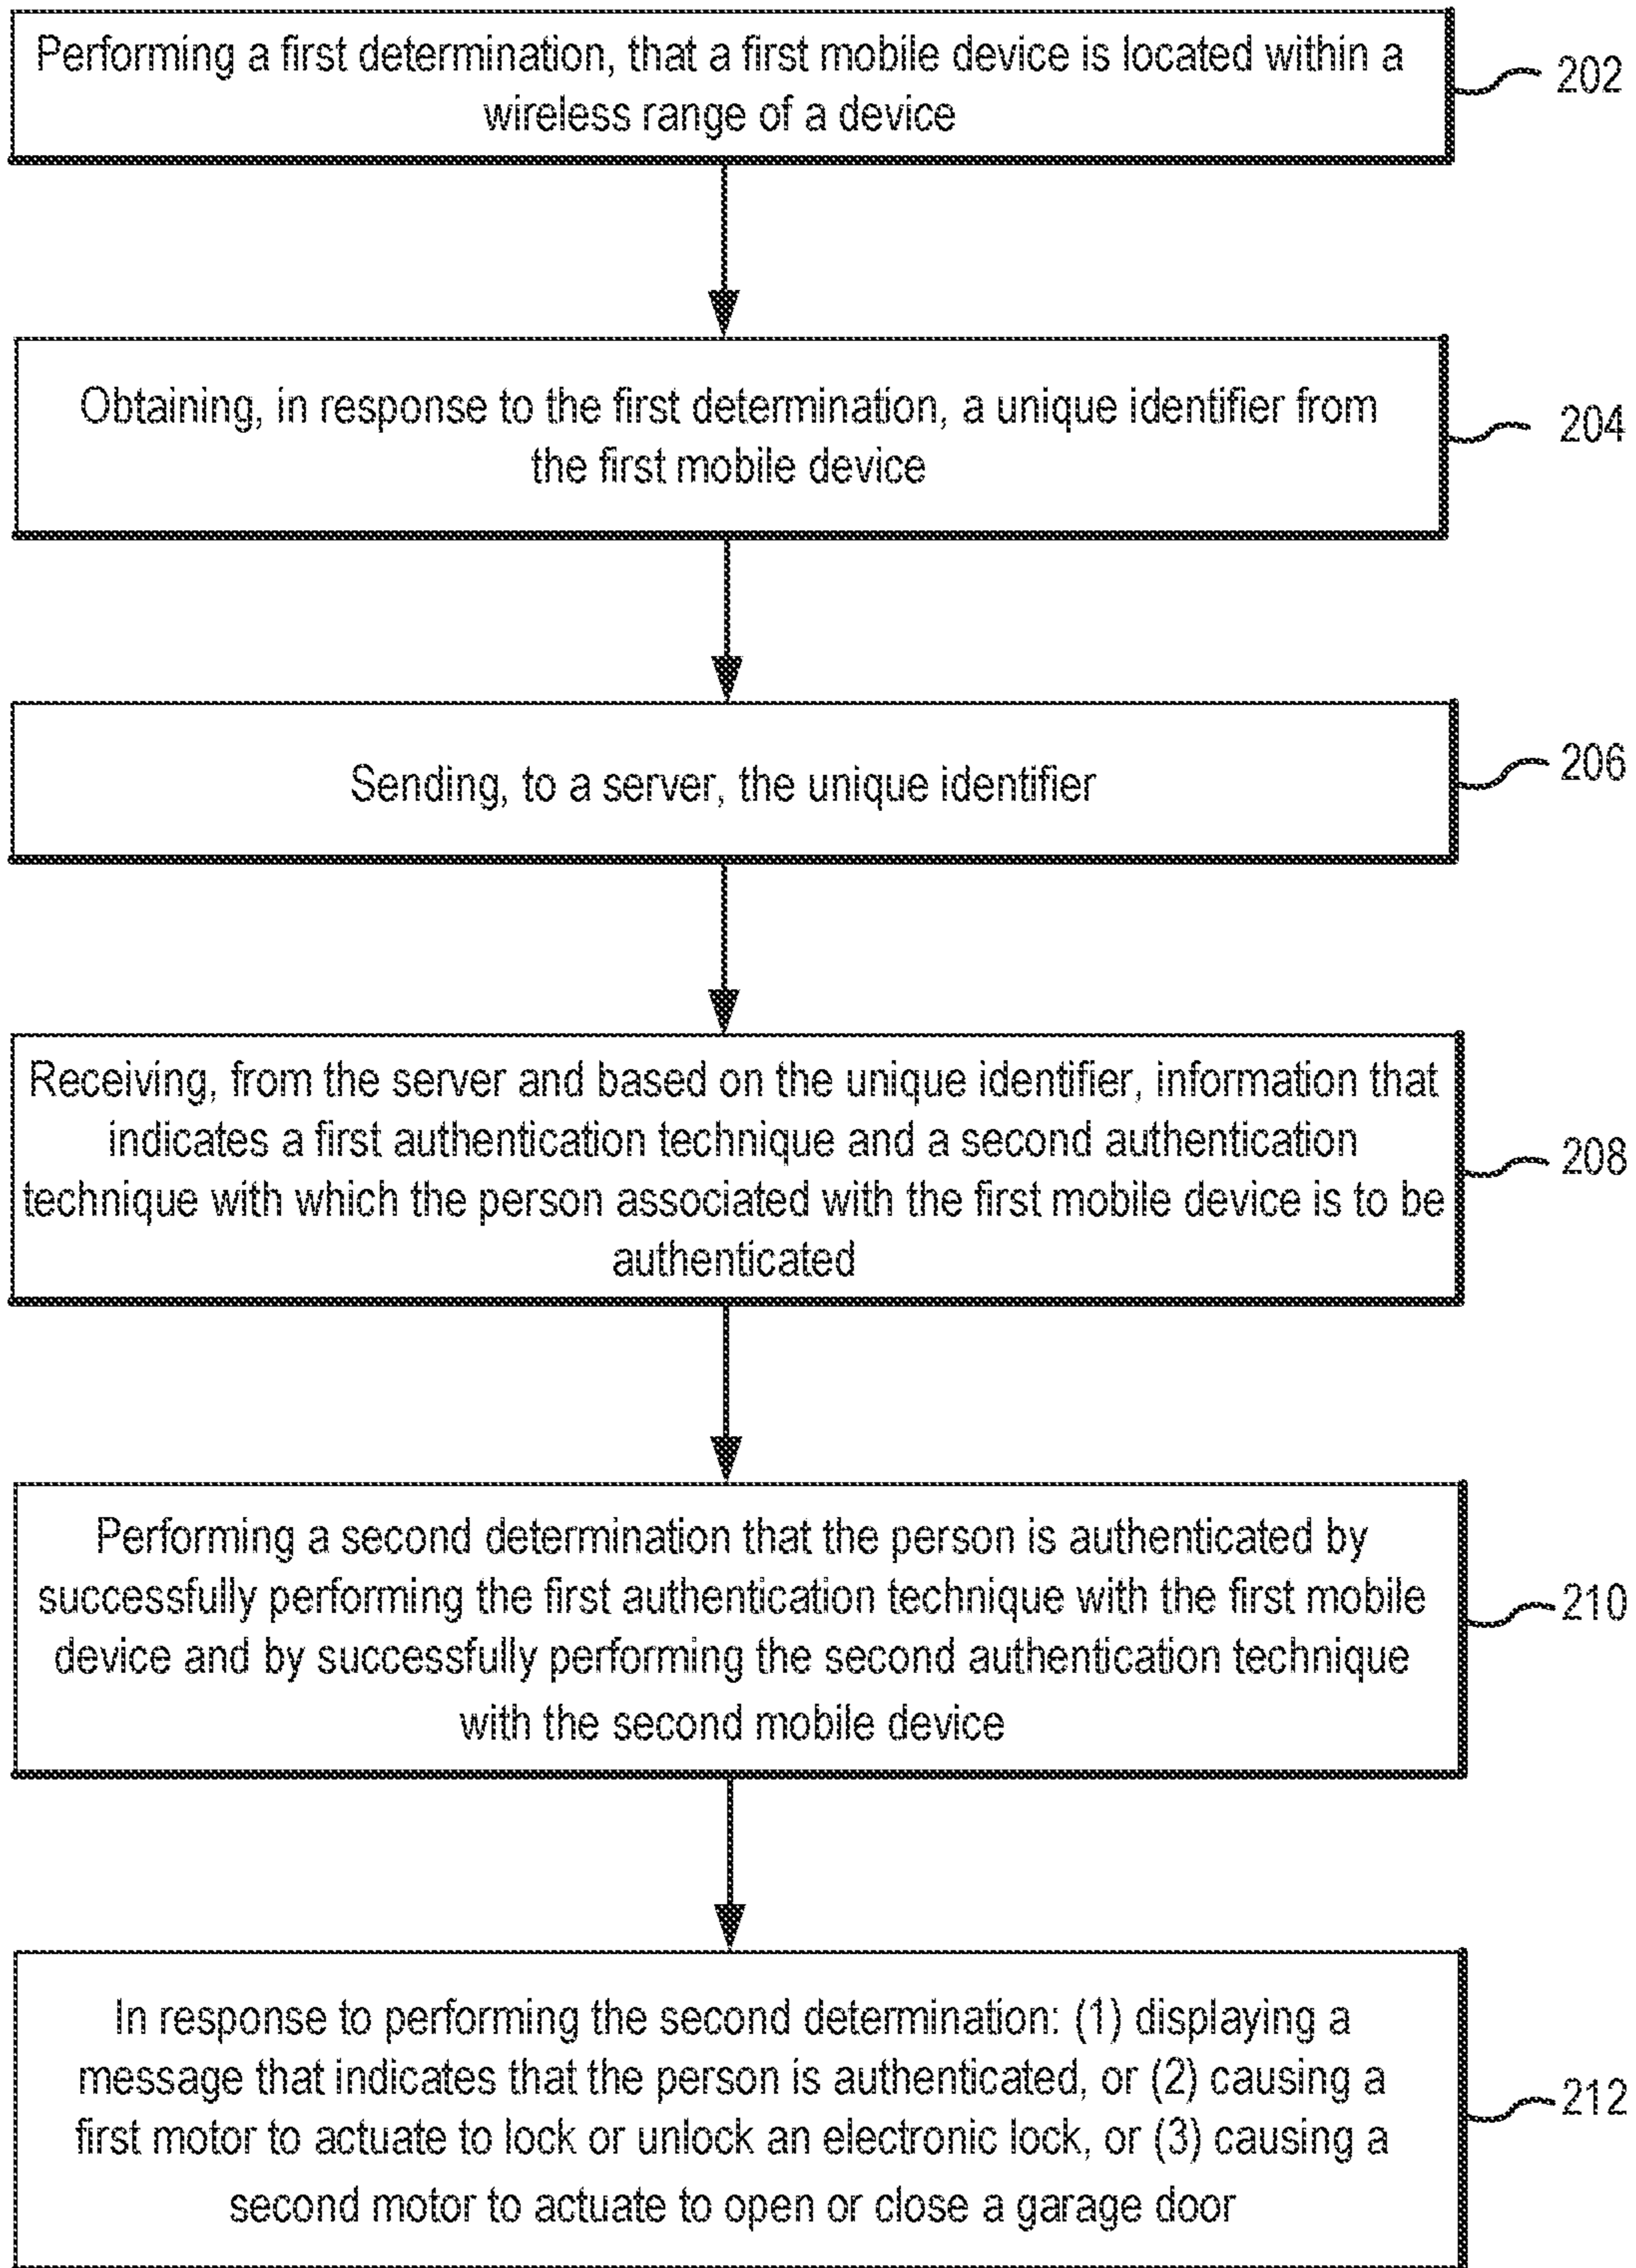 Performing a first determination, that a first mobile device is located within a
wireless range of a device
202
Obtaining, in response to the first determination, a unique identifier from
the first mobile device
204
Sending, to a server, the unique identifier
206
Receiving, from the server and based on the unique identifier, information that
indicates a first authentication technique and a second authentication
technique with which the person associated with the first mobile device is to be
authenticated
208
Performing a second determination that the person is authenticated by
successfully performing the first authentication technique with the first mobile
device and by successfully performing the second authentication technique
with the second mobile device
210
In response to performing the second determination: (1) displaying a
message that indicates that the person is authenticated, or (2) causing a
first motor to actuate to lock or unlock an electronic lock, or (3) causing a
second motor to actuate to open or close a garage door
212